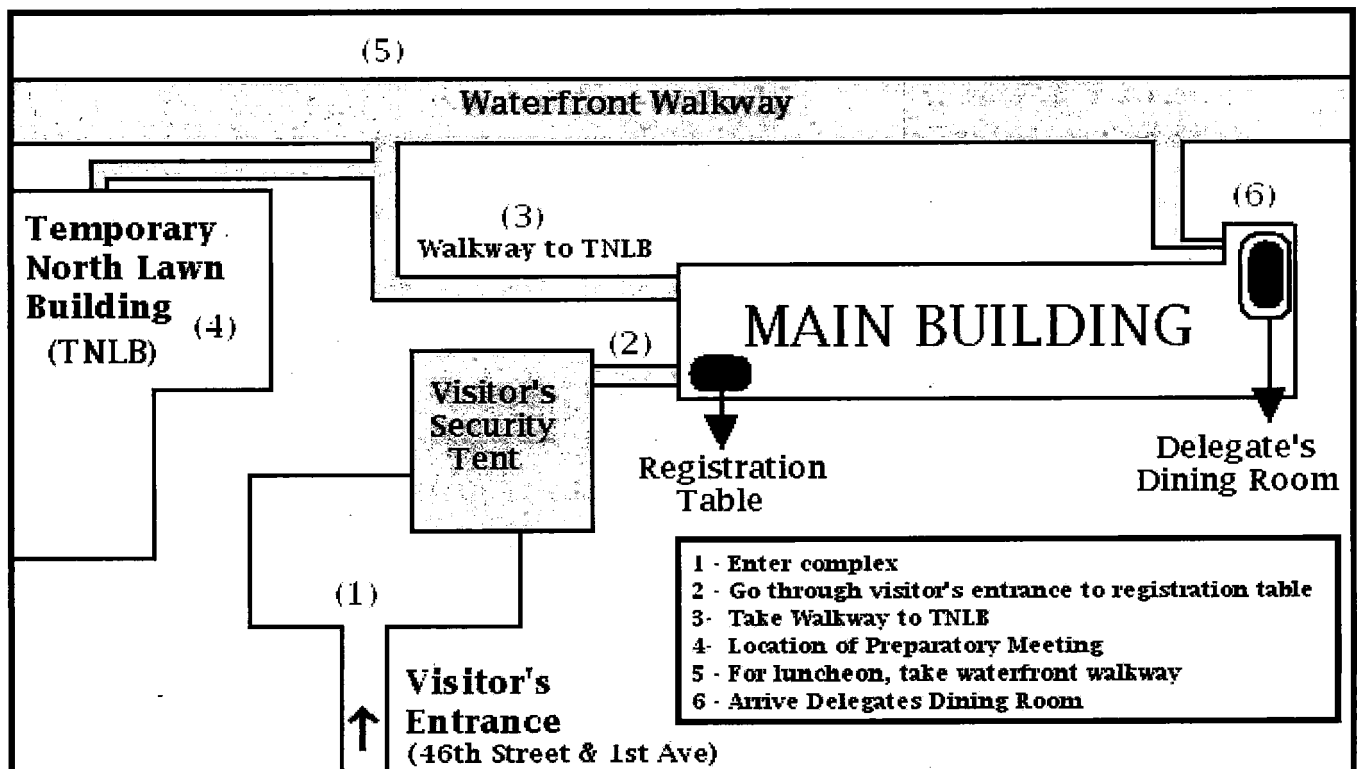 (5)
Waterfront Walkway
(6)
(3)
Walkway to TNLB
Temporary
North Lawn
Building
(4)
(TNLB)
MAIN BUILDING
(2)
Visitor's
Security
Tent
Registration
Table
Delegate's
Dining Room
(1)
1 - Enter complex
2 - Go through visitor's entrance to registration table
3- Take Walkway to TNLB
4- Location of Preparatory Meeting
5 - For luncheon, take waterfront walkway
6 - Arrive Delegates Dining Room
Visitor's
Entrance
(46th Street & 1st Ave)